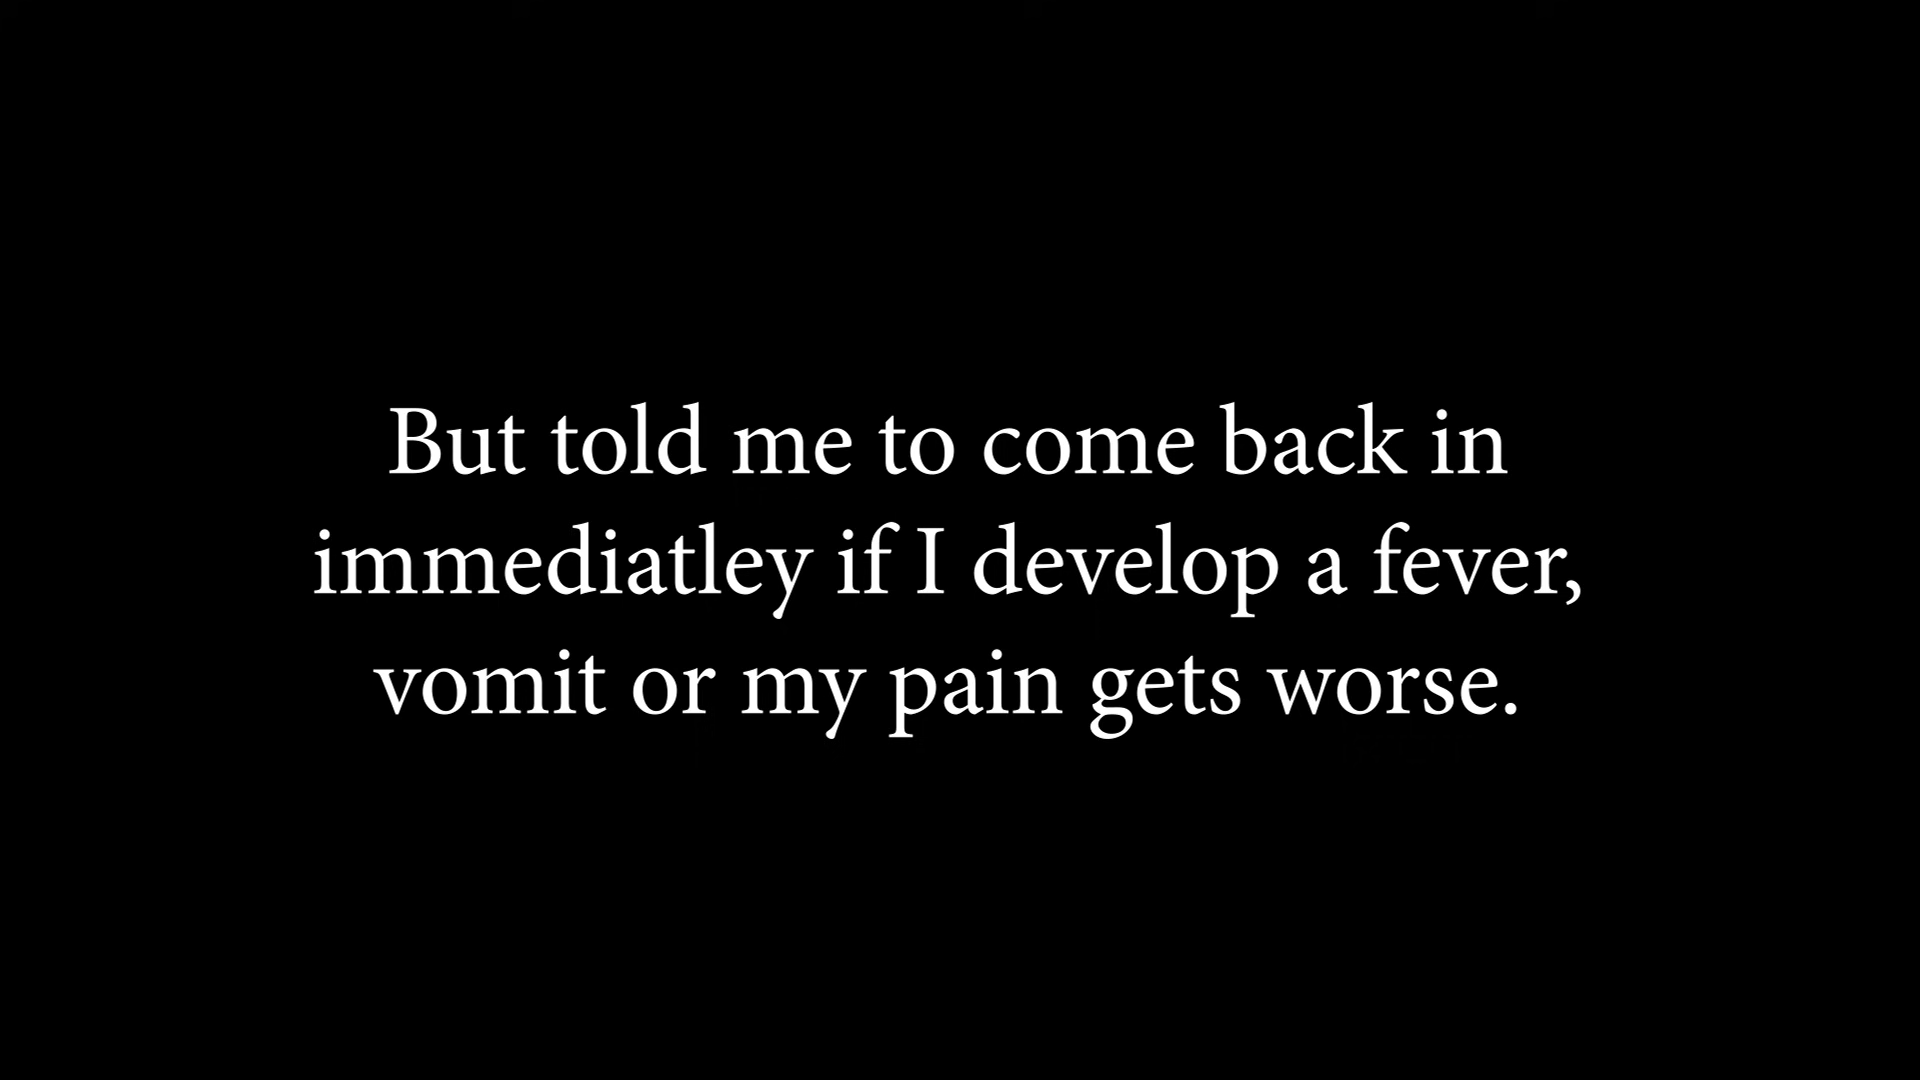 But told me to come back in
immediatley if I develop a fever,
vomit or my pain gets worse.